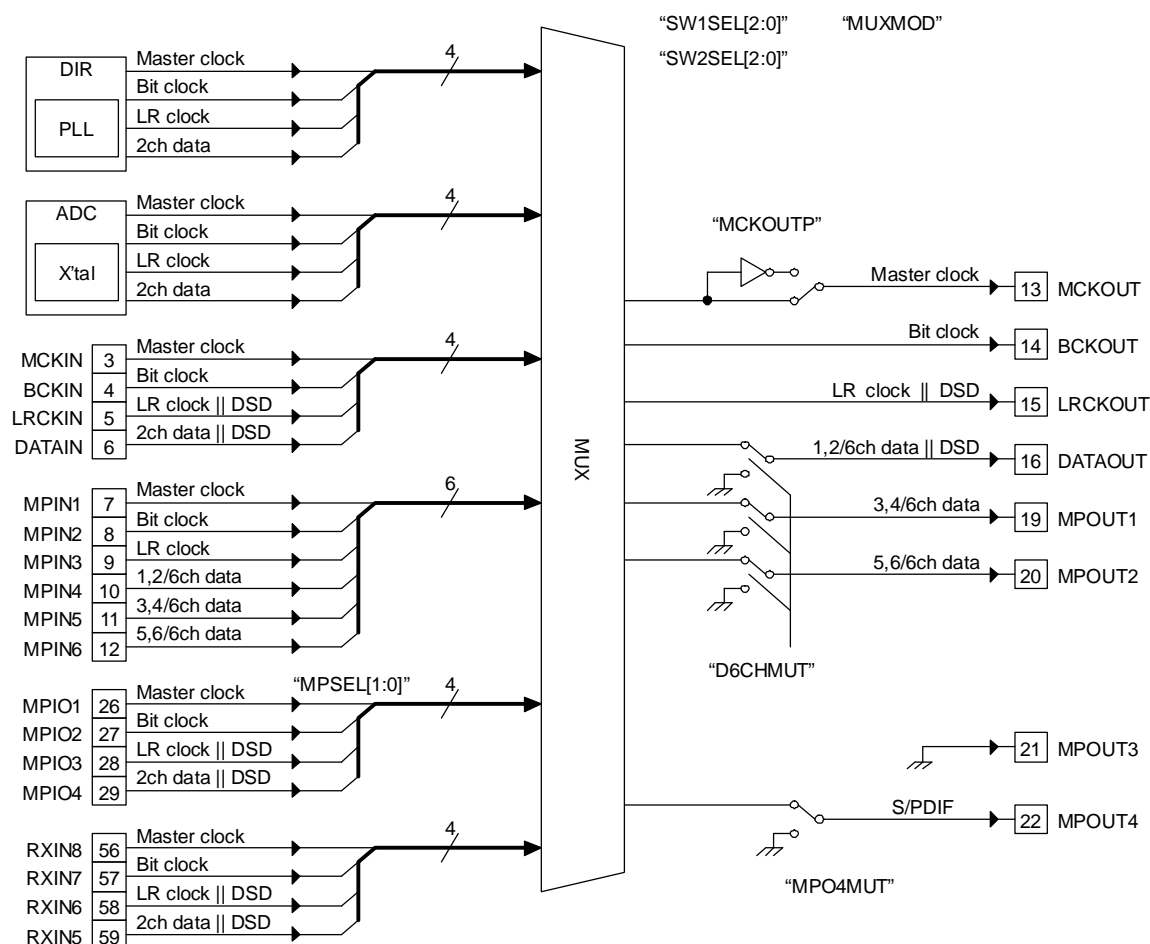 “SW1SEL[2:0]” “MUXMOD”
“SW2SEL[2:0]”
DIR
PLL
Master clock
Bit clock
LR clock
2ch data
4
ADC
X'tal
Master clock
Bit clock
LR clock
2ch data
4
MCKIN 3 Master clock
BCKIN 4 Bit clock
LRCKIN 5 LR clock || DSD
DATAIN 6 2ch data || DSD
4
MPIN1 7 Master clock
MPIN2 8 Bit clock
MPIN3 9 LR clock
MPIN4 10 1,2/6ch data
MPIN5 11 3,4/6ch data
MPIN6 12 5,6/6ch data
6
“MPSEL[1:0]”
MPIO1 26 Master clock
MPIO2 27 Bit clock
MPIO3 28 LR clock || DSD
MPIO4 29 2ch data || DSD
4
RXIN8 56 Master clock
RXIN7 57 Bit clock
RXIN6 58 LR clock || DSD
RXIN5 59 2ch data || DSD
4
MUX
“MCKOUTP”
Master clock 13 MCKOUT
Bit clock 14 BCKOUT
LR clock || DSD 15 LRCKOUT
1,2/6ch data || DSD 16 DATAOUT
3,4/6ch data 19 MPOUT1
5,6/6ch data 20 MPOUT2
“D6CHMUT”
21 MPOUT3
S/PDIF 22 MPOUT4
“MPO4MUT”